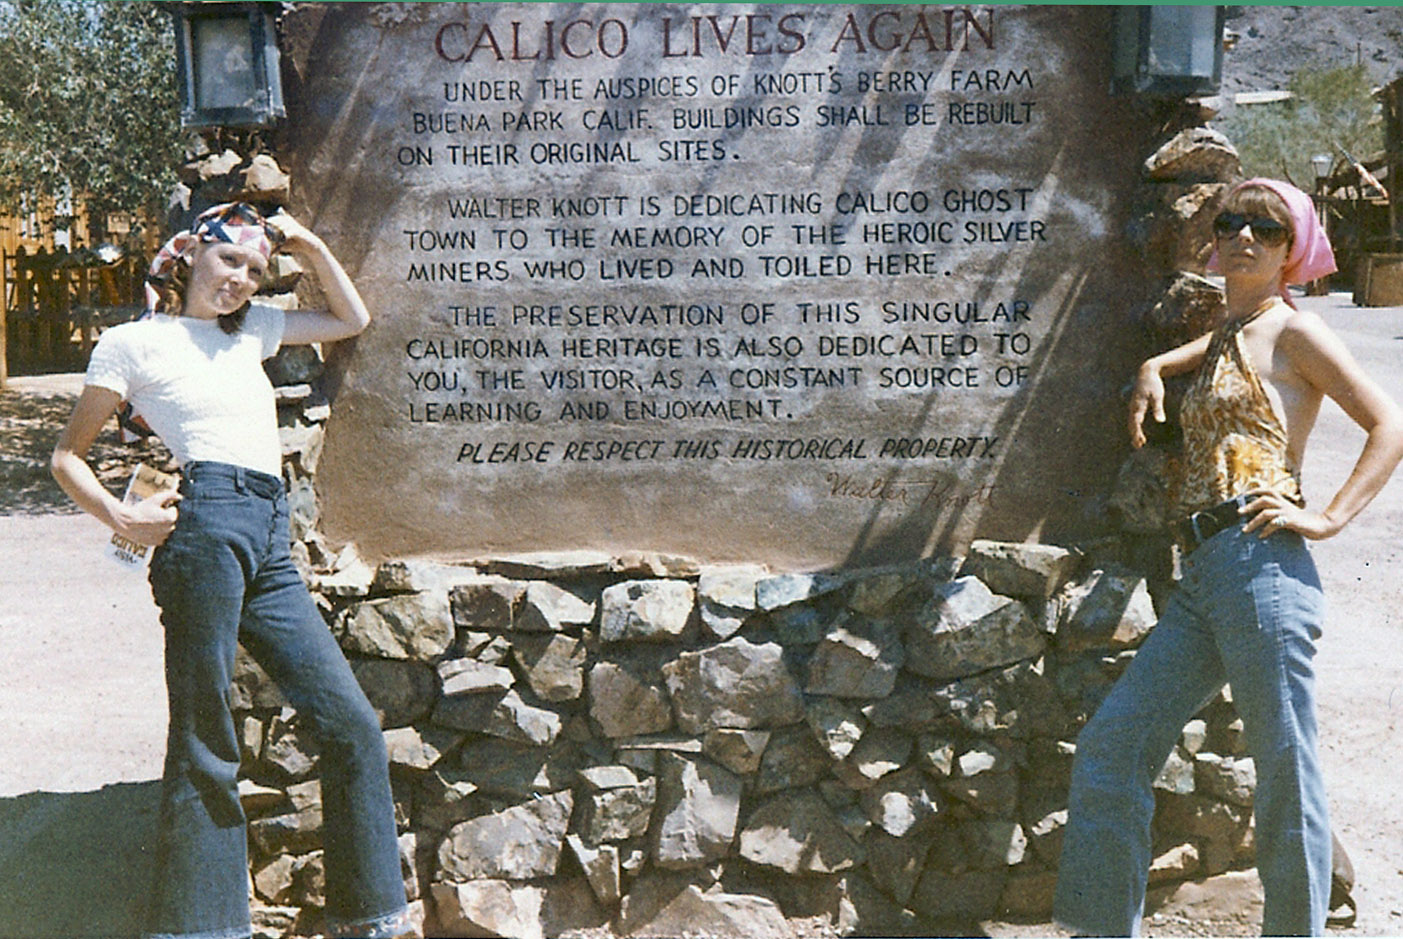 CALICO LIVES AGAIN
UNDER THE AUSPICES OF KNOTT'S BERRY FARM
BUENA PARK CALIF. BUILDINGS SHALL BE REBUILT
ON THEIR ORIGINAL SITES.
WALTER KNOTT IS DEDICATING CALICO GHOST
TOWN TO THE MEMORY OF THE HEROIC SILVER
MINERS WHO LIVED AND TOILED HERE.
THE PRESERVATION OF THIS SINGULAR
CALIFORNIA HERITAGE IS ALSO DEDICATED TO
YOU, THE VISITOR, AS A CONSTANT SOURCE OF
LEARNING AND ENJOYMENT.
PLEASE RESPECT THIS HISTORICAL PROPERTY.
Walter Knott